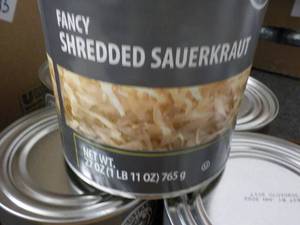 FANCY
SHREDDED SAUERKRAUT
NET WT.
27 OZ (1 LB 11 OZ) 765 g